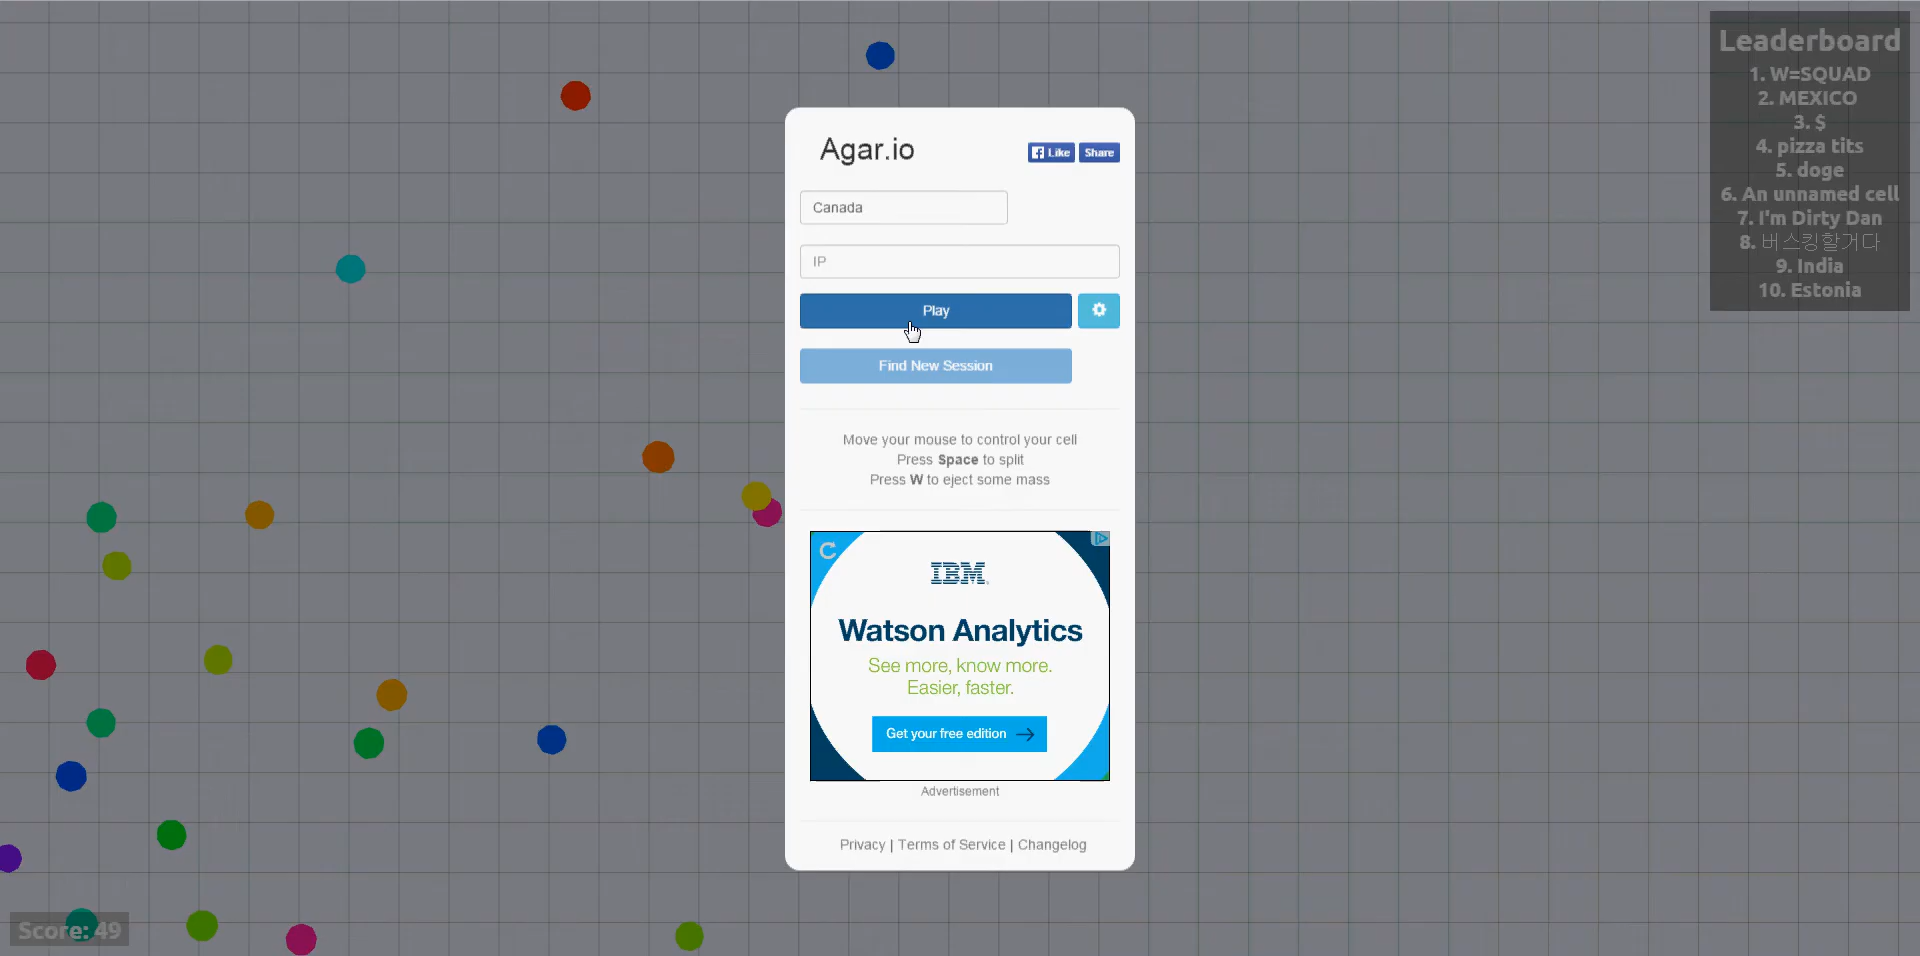 Agar.io
Like
Share
Canada
IP
Play
Find New Session
Move your mouse to control your cell
Press Space to split
Press W to eject some mass
IBM
Watson Analytics
See more, know more.
Easier, faster.
Get your free edition
Advertisement
Privacy | Terms of Service | Changelog
Leaderboard
1. W=SQUAD
2. MEXICO
3. $
4. pizza tits
5. doge
6. An unnamed cell
7. I'm Dirty Dan
8. 버스킹할거다
9. India
10. Estonia
Score: 49